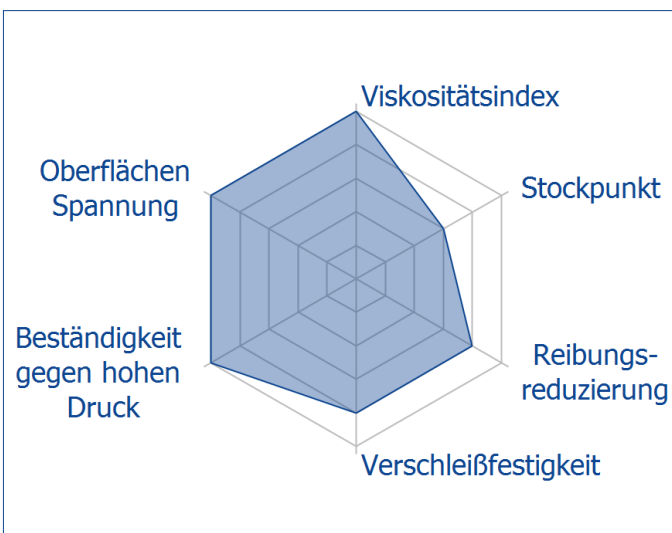 Viskositätsindex
Stockpunkt
Reibungs-
reduzierung
Verschleißfestigkeit
Beständigkeit
gegen hohen
Druck
Oberflächen
Spannung